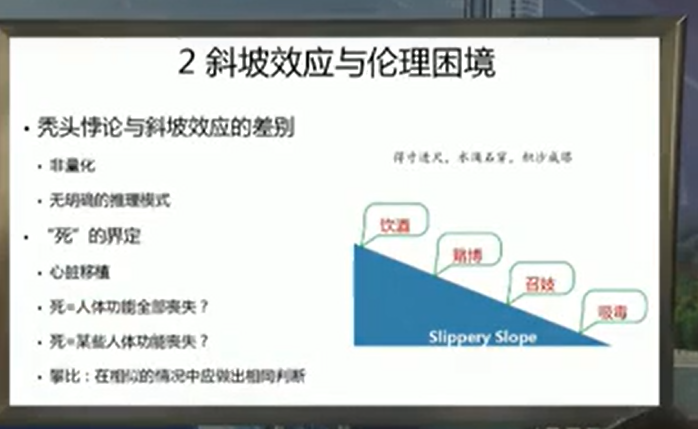 2 斜坡效应与伦理困境
• 秃头悖论与斜坡效应的差别
• 非量化
• 无明确的推理模式
• “死”的界定
• 心脏移植
• 死=人体功能全部丧失？
• 死=某些人体功能丧失？
• 攀比：在相似的情况中应做出相同判断
得寸进尺，水滴石穿，积沙成塔
饮酒
赌博
召妓
吸毒
Slippery Slope